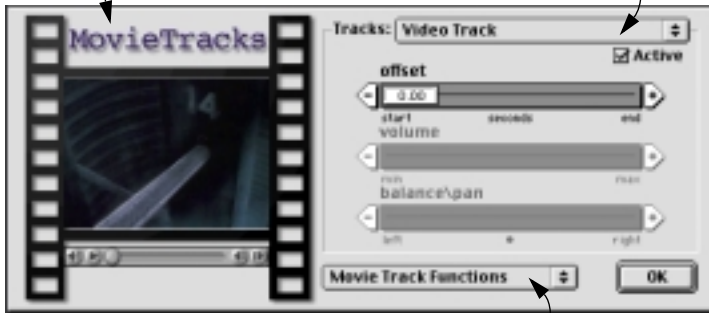 MovieTracks
Tracks: Video Track
Active
offset
- 0.00 +
start seconds end
volume
- +
min max
balance\pan
- +
left right
14
Movie Track Functions
OK